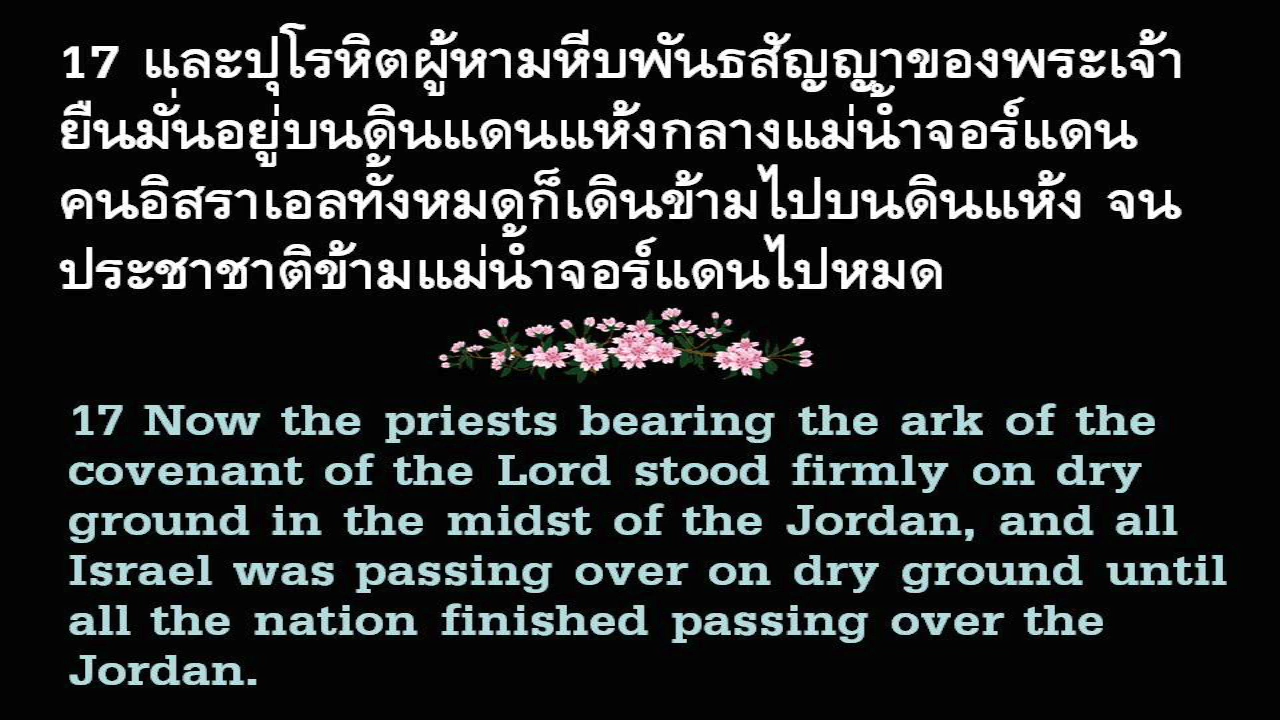 17 และปุโรหิตผู้หามหีบพันธสัญญาของพระเจ้า
ยืนมั่นอยู่บนดินแดนแห้งกลางแม่น้ำจอร์แดน
คนอิสราเอลทั้งหมดก็เดินข้ามไปบนดินแห้ง จน
ประชาชาติข้ามแม่น้ำจอร์แดนไปหมด
17 Now the priests bearing the ark of the
covenant of the Lord stood firmly on dry
ground in the midst of the Jordan, and all
Israel was passing over on dry ground until
all the nation finished passing over the
Jordan.